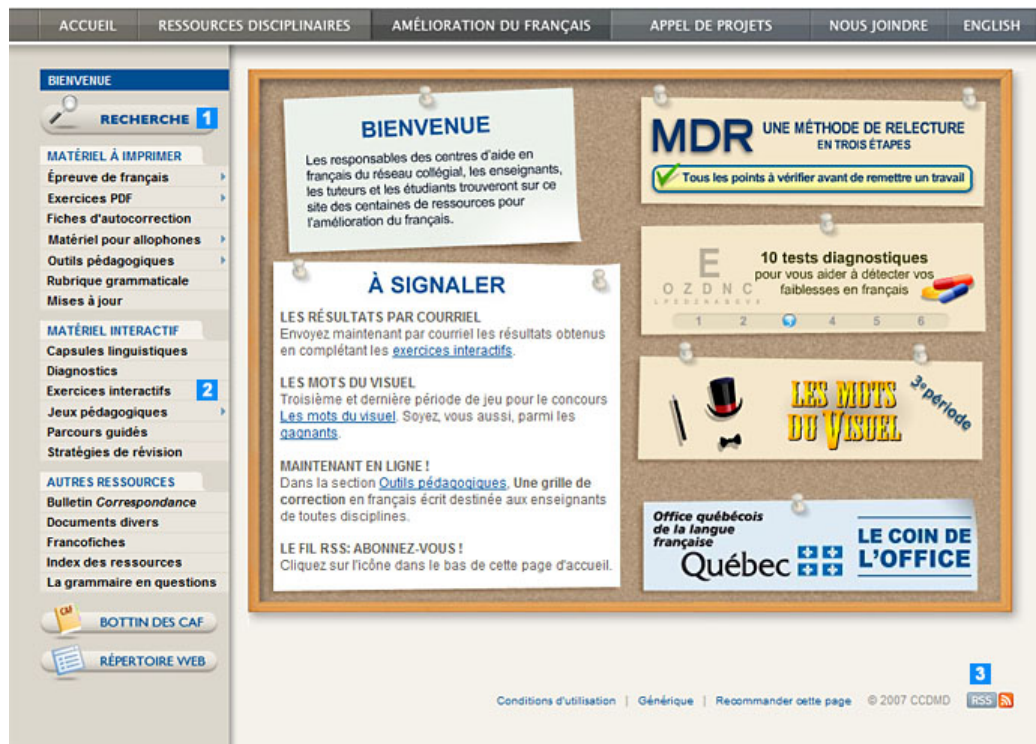 ACCUEIL RESSOURCES DISCIPLINAIRES AMÉLIORATION DU FRANÇAIS APPEL DE PROJETS NOUS JOINDRE ENGLISH
BIENVENUE
RECHERCHE 1
MATÉRIEL À IMPRIMER
Épreuve de français
Exercices PDF
Fiches d'autocorrection
Matériel pour allophones
Outils pédagogiques
Rubrique grammaticale
Mises à jour
MATÉRIEL INTERACTIF
Capsules linguistiques
Diagnostics
Exercices interactifs 2
Jeux pédagogiques
Parcours guidés
Stratégies de révision
AUTRES RESSOURCES
Bulletin Correspondance
Documents divers
Francofiches
Index des ressources
La grammaire en questions
CAF
BOTTIN DES CAF
RÉPERTOIRE WEB
BIENVENUE
Les responsables des centres d'aide en
français du réseau collégial, les enseignants,
les tuteurs et les étudiants trouveront sur ce
site des centaines de ressources pour
l'amélioration du français.
À SIGNALER
LES RÉSULTATS PAR COURRIEL
Envoyez maintenant par courriel les résultats obtenus
en complétant les exercices interactifs.
LES MOTS DU VISUEL
Troisième et dernière période de jeu pour le concours
Les mots du visuel. Soyez, vous aussi, parmi les
gagnants.
MAINTENANT EN LIGNE !
Dans la section Outils pédagogiques, Une grille de
correction en français écrit destinée aux enseignants
de toutes disciplines.
LE FIL RSS: ABONNEZ-VOUS !
Cliquez sur l'icône dans le bas de cette page d'accueil.
MDR UNE MÉTHODE DE RELECTURE
EN TROIS ÉTAPES
Tous les points à vérifier avant de remettre un travail
E
O Z D N C
10 tests diagnostiques
pour vous aider à détecter vos
faiblesses en français
1 2 4 5 6
LES MOTS
DU VISUEL
3e période
Office québécois
de la langue
française
Québec
LE COIN DE
L'OFFICE
3
Conditions d'utilisation | Générique | Recommander cette page © 2007 CCDMD RSS